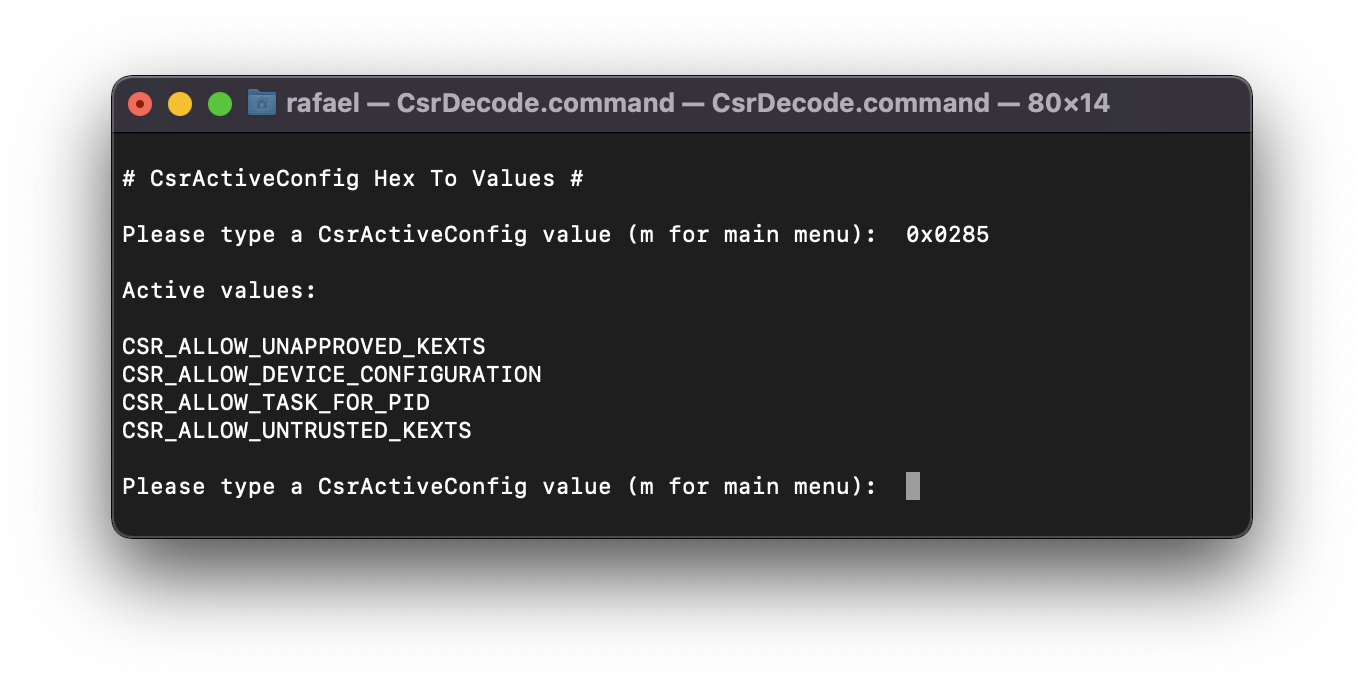 rafael — CsrDecode.command — CsrDecode.command — 80×14
# CsrActiveConfig Hex To Values #
Please type a CsrActiveConfig value (m for main menu):  0x0285
Active values:
CSR_ALLOW_UNAPPROVED_KEXTS
CSR_ALLOW_DEVICE_CONFIGURATION
CSR_ALLOW_TASK_FOR_PID
CSR_ALLOW_UNTRUSTED_KEXTS
Please type a CsrActiveConfig value (m for main menu):